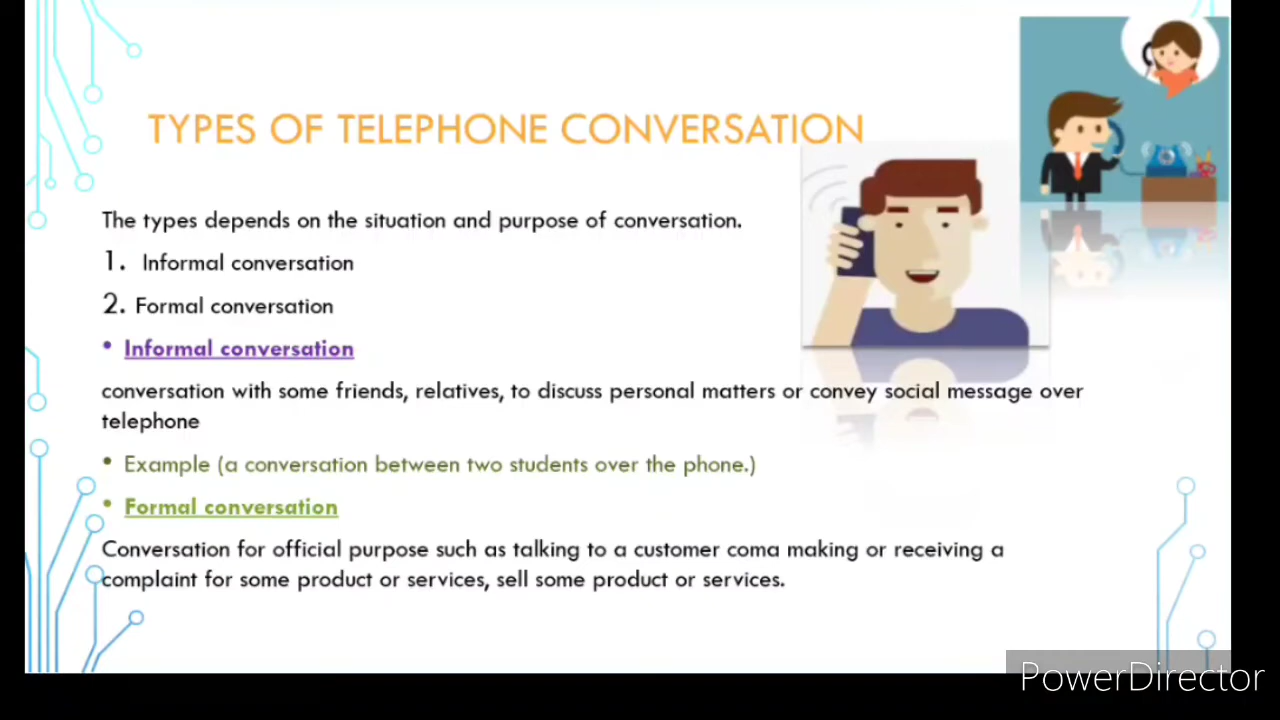 TYPES OF TELEPHONE CONVERSATION
The types depends on the situation and purpose of conversation.
1. Informal conversation
2. Formal conversation
• Informal conversation
conversation with some friends, relatives, to discuss personal matters or convey social message over
telephone
• Example (a conversation between two students over the phone.)
• Formal conversation
Conversation for official purpose such as talking to a customer coma making or receiving a
complaint for some product or services, sell some product or services.
PowerDirector